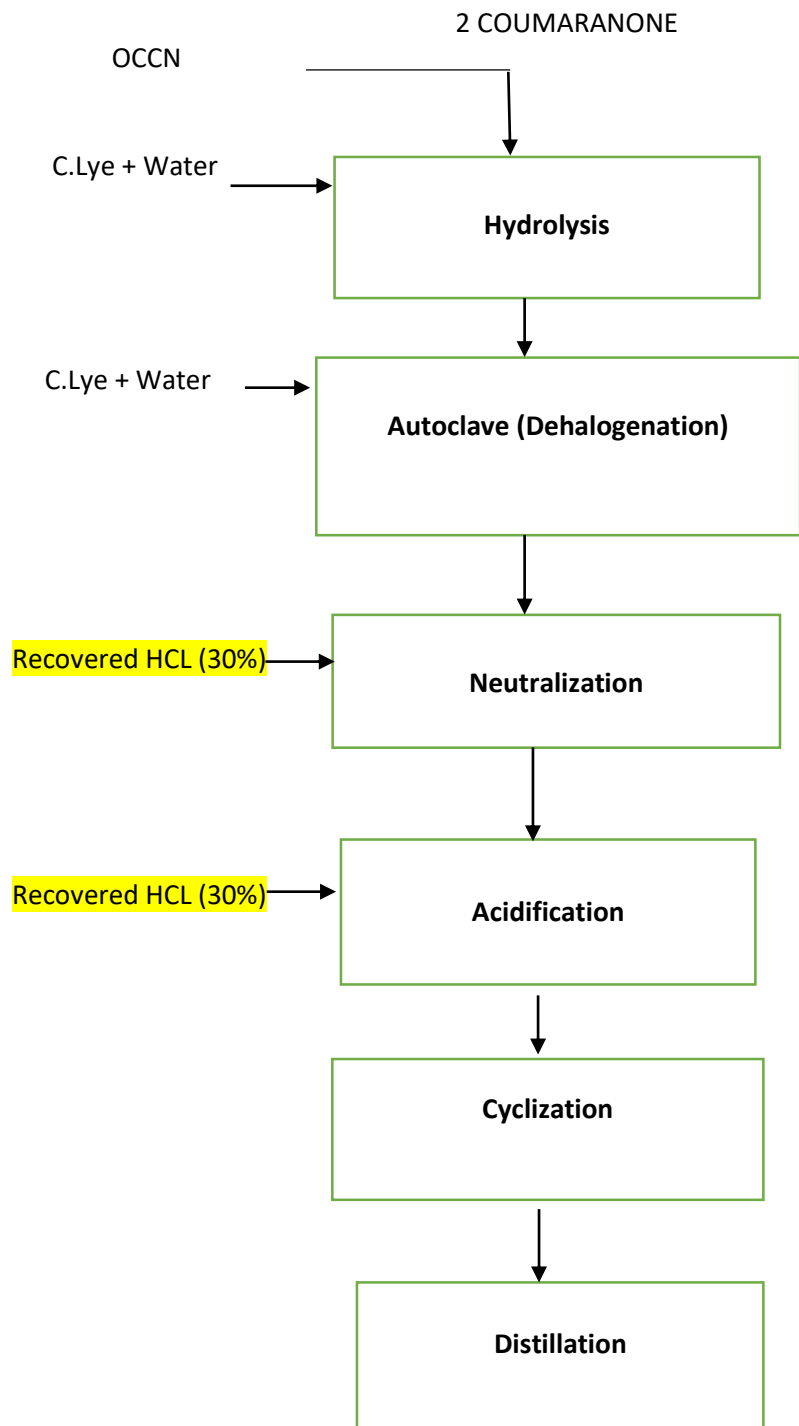 2 COUMARANONE
OCCN
C.Lye + Water
Hydrolysis
C.Lye + Water
Autoclave (Dehalogenation)
Recovered HCL (30%)
Neutralization
Recovered HCL (30%)
Acidification
Cyclization
Distillation